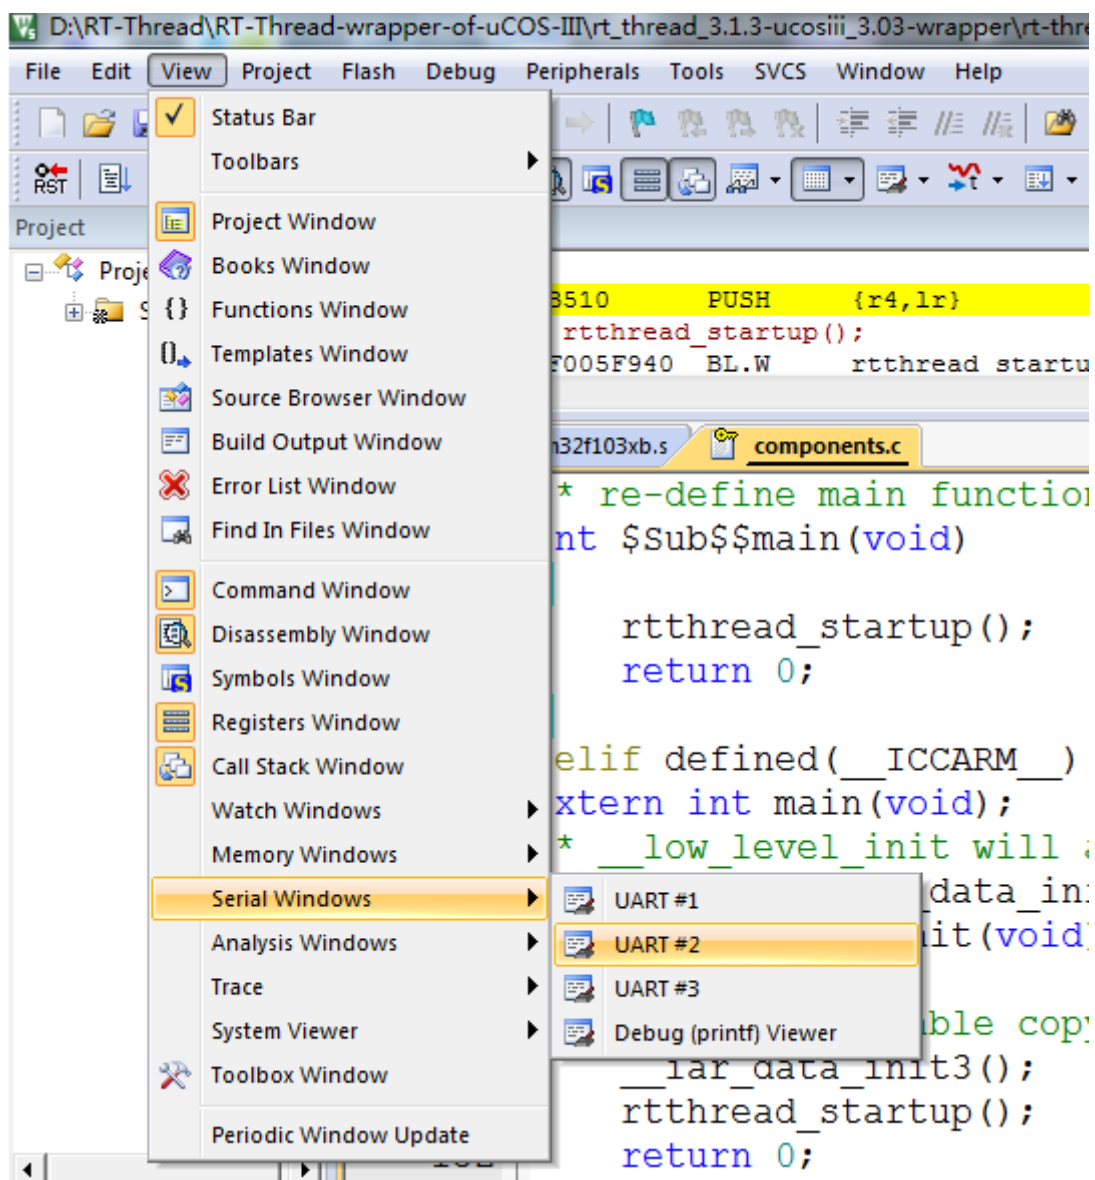 D:\RT-Thread\RT-Thread-wrapper-of-uCOS-III\rt_thread_3.1.3-ucosiii_3.03-wrapper\rt-thre
File Edit View Project Flash Debug Peripherals Tools SVCS Window Help
Status Bar
Toolbars
RST
Project
Project Window
Proje
Books Window
Functions Window
Templates Window
Source Browser Window
Build Output Window
Error List Window
Find In Files Window
Command Window
Disassembly Window
Symbols Window
Registers Window
Call Stack Window
Watch Windows
Memory Windows
Serial Windows
Analysis Windows
Trace
System Viewer
Toolbox Window
Periodic Window Update
UART #1
UART #2
UART #3
Debug (printf) Viewer
B510 PUSH {r4,lr}
rtthread_startup();
F005F940 BL.W rtthread_startu
m32f103xb.s components.c
* re-define main function
nt $Sub$$main(void)
rtthread_startup();
return 0;
elif defined(__ICCARM__)
xtern int main(void);
* __low_level_init will a
data_ini
it(void)
ble copy
__iar_data_init3();
rtthread_startup();
return 0;